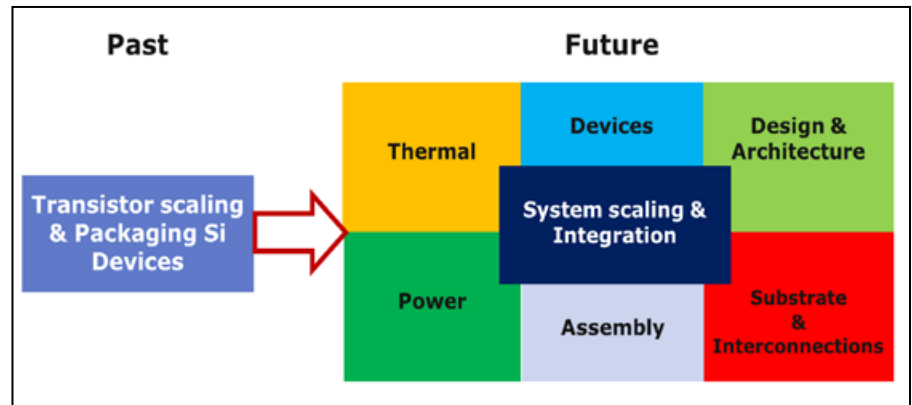 Past
Future
Transistor scaling
& Packaging Si
Devices
Thermal
Devices
Design &
Architecture
System scaling &
Integration
Power
Assembly
Substrate
&
Interconnections